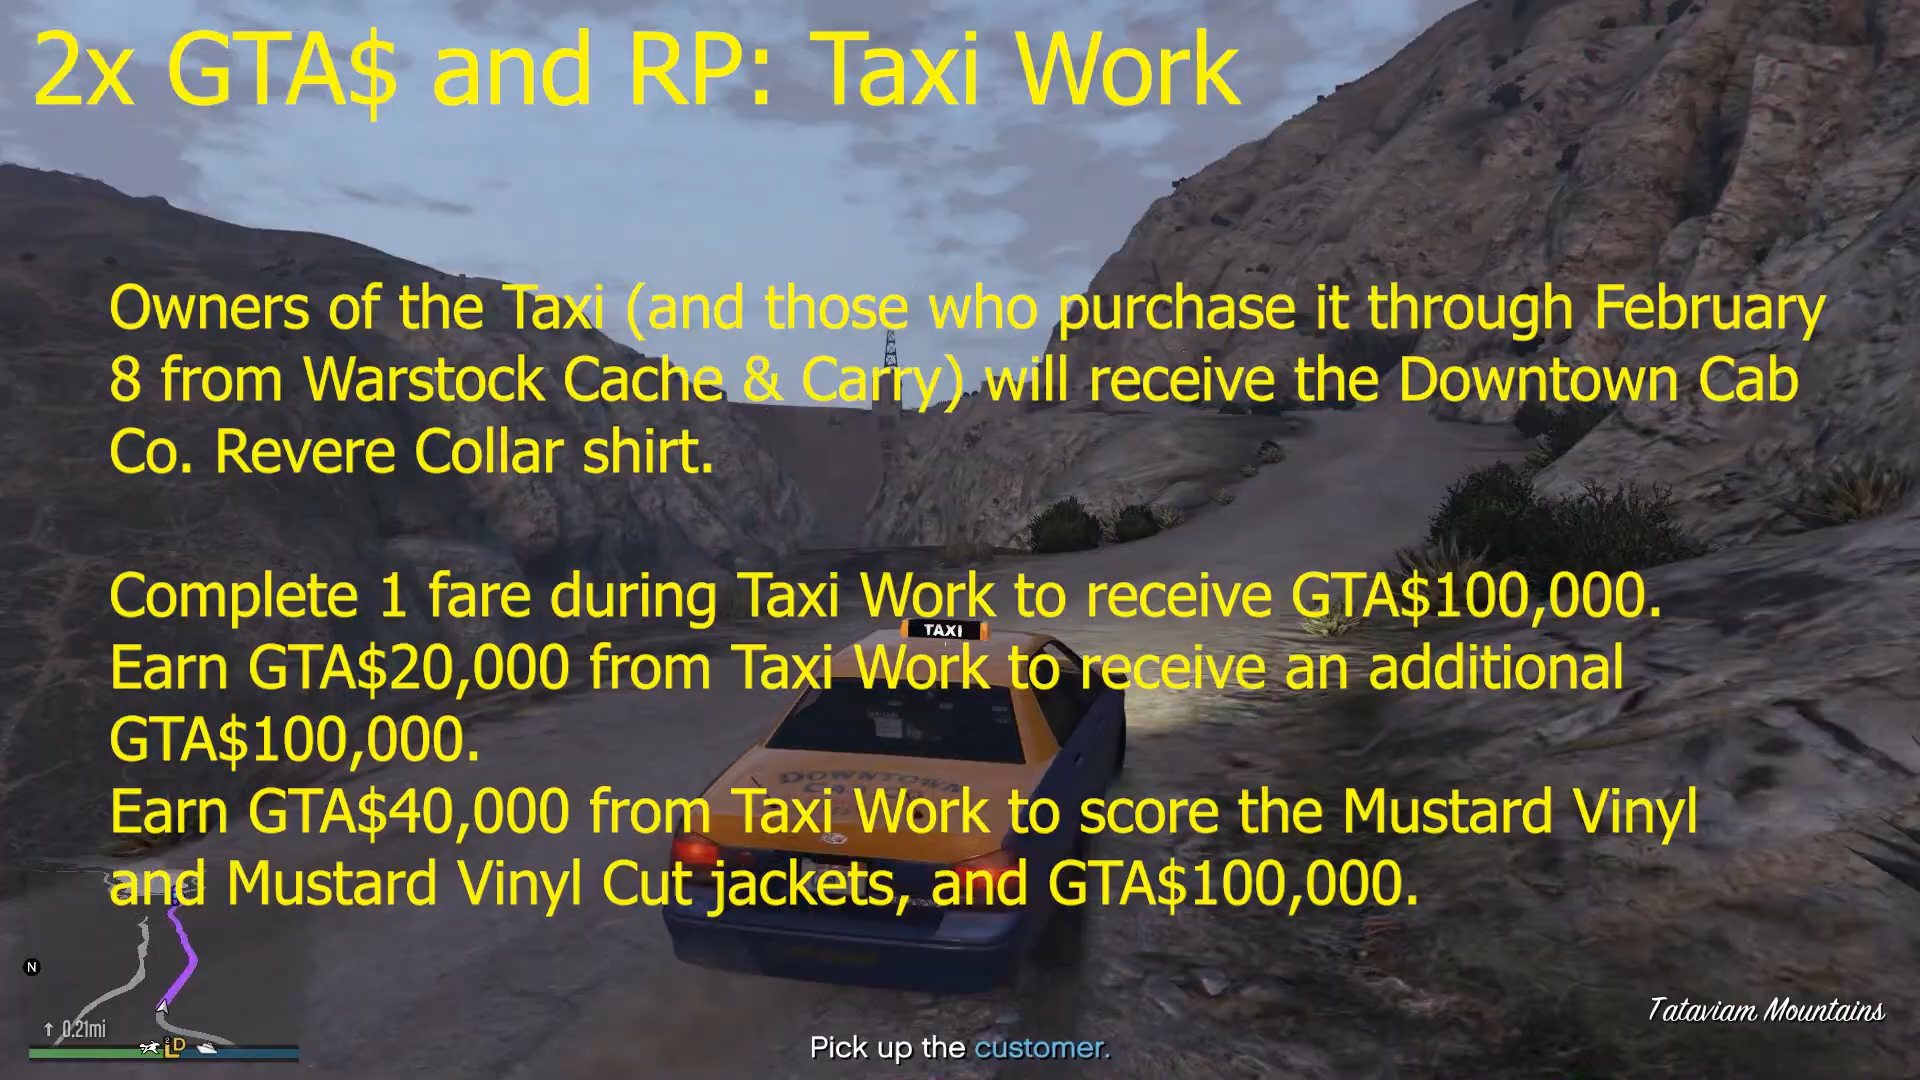 2x GTA$ and RP: Taxi Work
Owners of the Taxi (and those who purchase it through February
8 from Warstock Cache & Carry) will receive the Downtown Cab
Co. Revere Collar shirt.
Complete 1 fare during Taxi Work to receive GTA$100,000.
TAXI
Earn GTA$20,000 from Taxi Work to receive an additional
GTA$100,000.
DOWNTOWN
Earn GTA$40,000 from Taxi Work to score the Mustard Vinyl
and Mustard Vinyl Cut jackets, and GTA$100,000.
N
0.21mi
Tataviam Mountains
Pick up the customer.